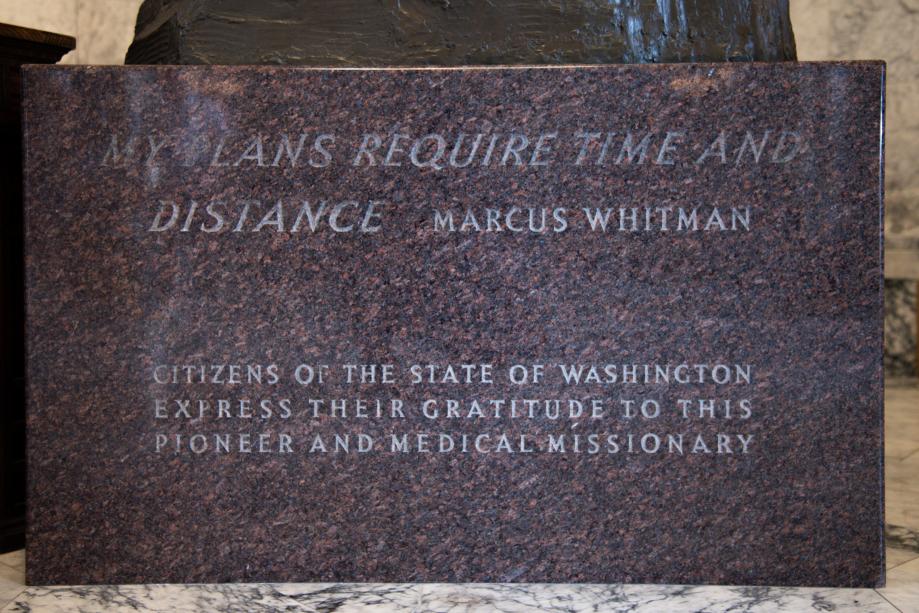 MY PLANS REQUIRE TIME AND
DISTANCE MARCUS WHITMAN
CITIZENS OF THE STATE OF WASHINGTON
EXPRESS THEIR GRATITUDE TO THIS
PIONEER AND MEDICAL MISSIONARY